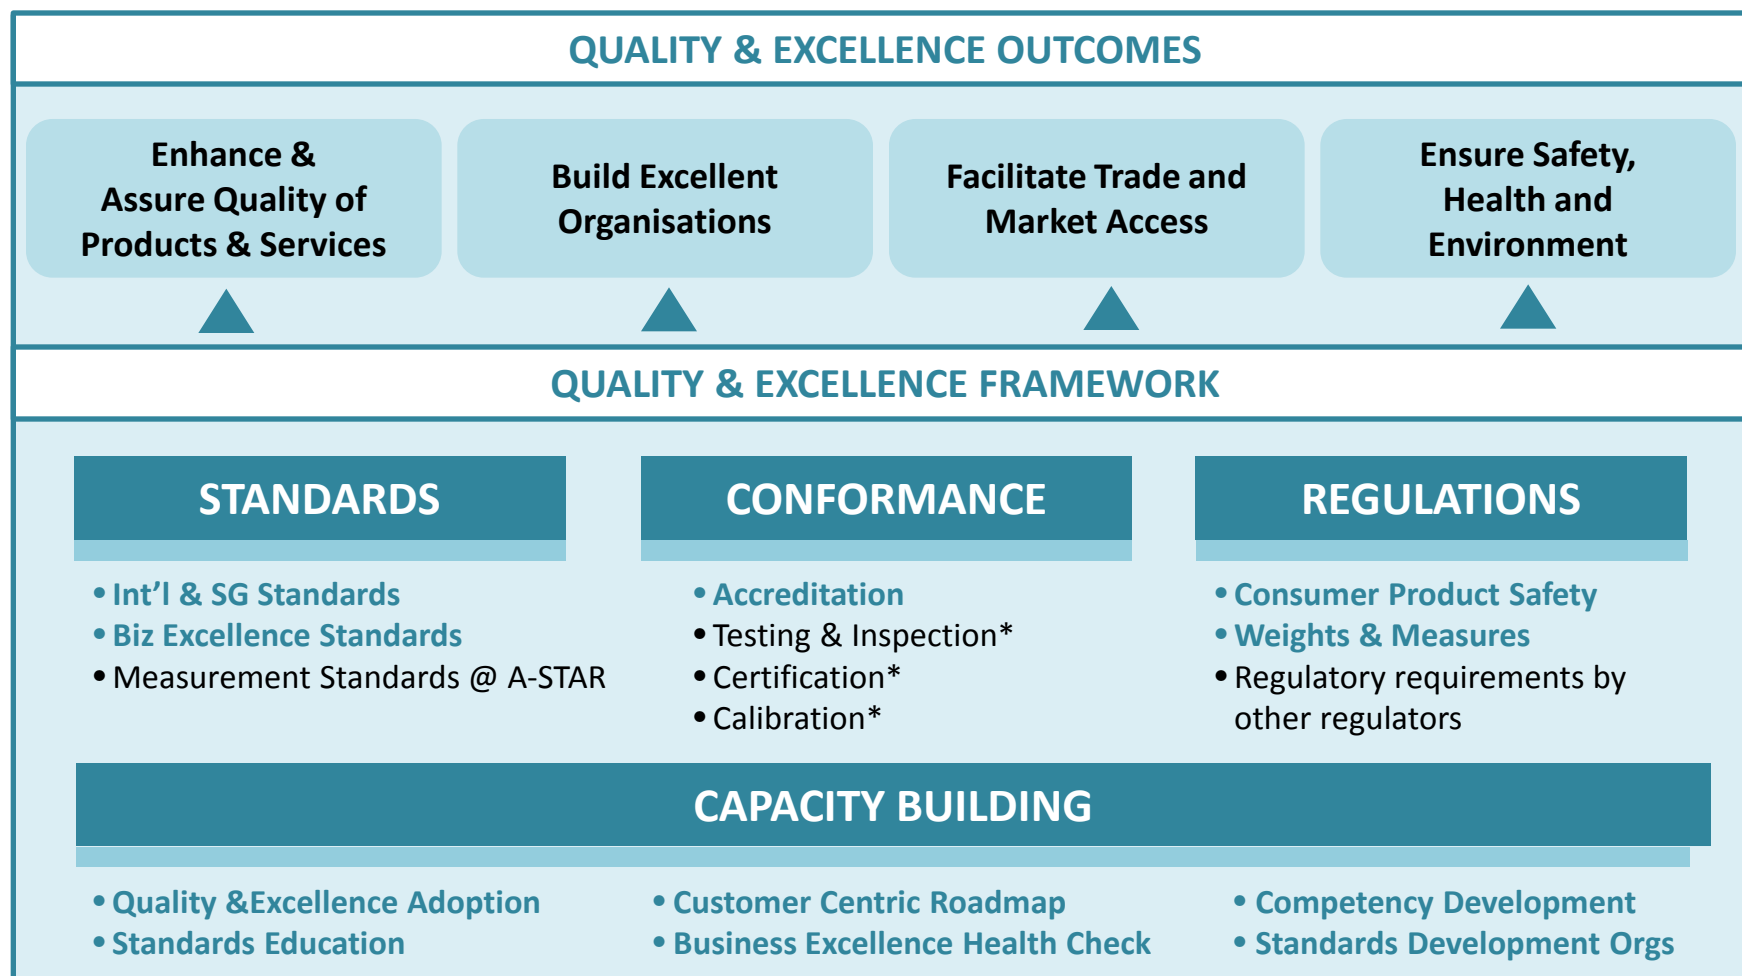 QUALITY & EXCELLENCE OUTCOMES
Enhance &
Assure Quality of
Products & Services
Build Excellent
Organisations
Facilitate Trade and
Market Access
Ensure Safety,
Health and
Environment
QUALITY & EXCELLENCE FRAMEWORK
STANDARDS
• Int'l & SG Standards
• Biz Excellence Standards
• Measurement Standards @ A-STAR
CONFORMANCE
• Accreditation
• Testing & Inspection*
• Certification*
• Calibration*
REGULATIONS
• Consumer Product Safety
• Weights & Measures
• Regulatory requirements by
other regulators
CAPACITY BUILDING
• Quality &Excellence Adoption
• Standards Education
• Customer Centric Roadmap
• Business Excellence Health Check
• Competency Development
• Standards Development Orgs